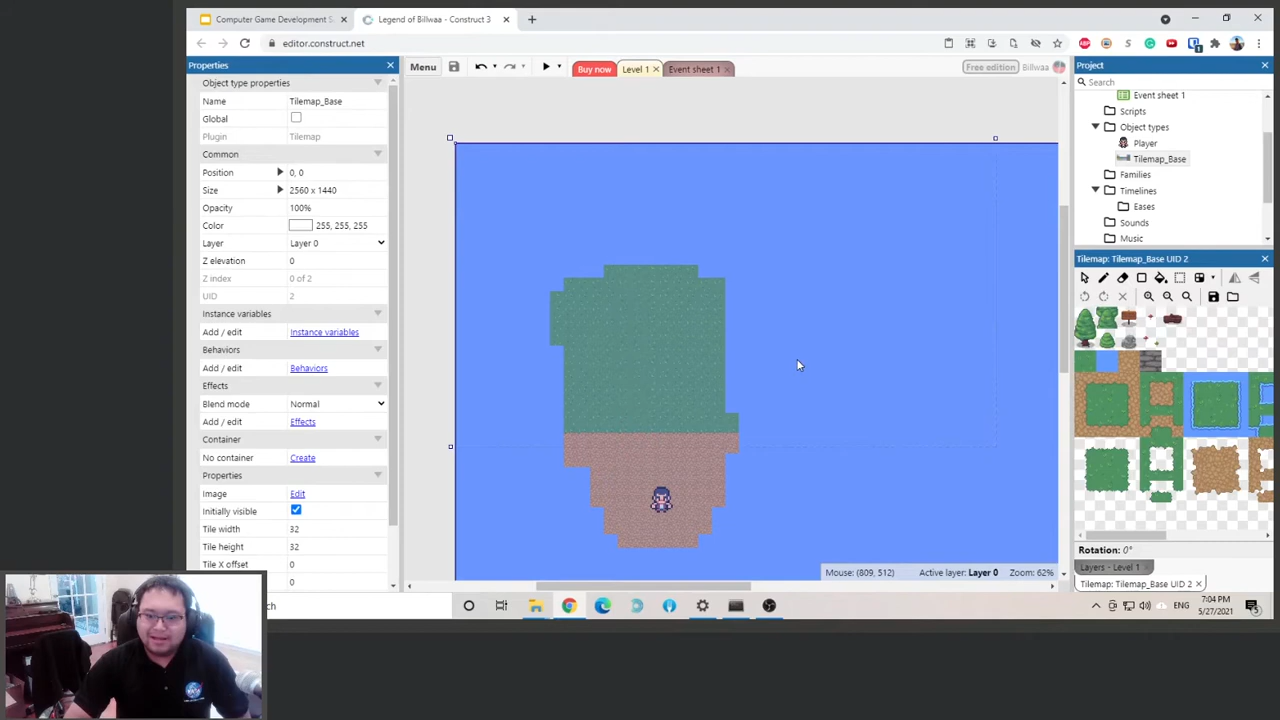 Computer Game Development S
Legend of Billwaa - Construct 3
editor.construct.net
Properties
Menu
Buy now
Level 1
Event sheet 1
Free edition
Billwaa
Project
Object type properties
Name Tilemap_Base
Global
Plugin Tilemap
Common
Position 0, 0
Size 2560 x 1440
Opacity 100%
Color 255, 255, 255
Layer Layer 0
Z elevation 0
Z index 0 of 2
UID 2
Instance variables
Add / edit Instance variables
Behaviors
Add / edit Behaviors
Effects
Blend mode Normal
Add / edit Effects
Container
No container Create
Properties
Image Edit
Initially visible
Tile width 32
Tile height 32
Tile X offset 0
0
Search
Event sheet 1
Scripts
Object types
Player
Tilemap_Base
Families
Timelines
Eases
Sounds
Music
Tilemap: Tilemap_Base UID 2
Rotation: 0°
Layers - Level 1
Tilemap: Tilemap_Base UID 2
Mouse: (809, 512) Active layer: Layer 0 Zoom: 62%
ch
ENG
7:04 PM
5/27/2021
5
NASA